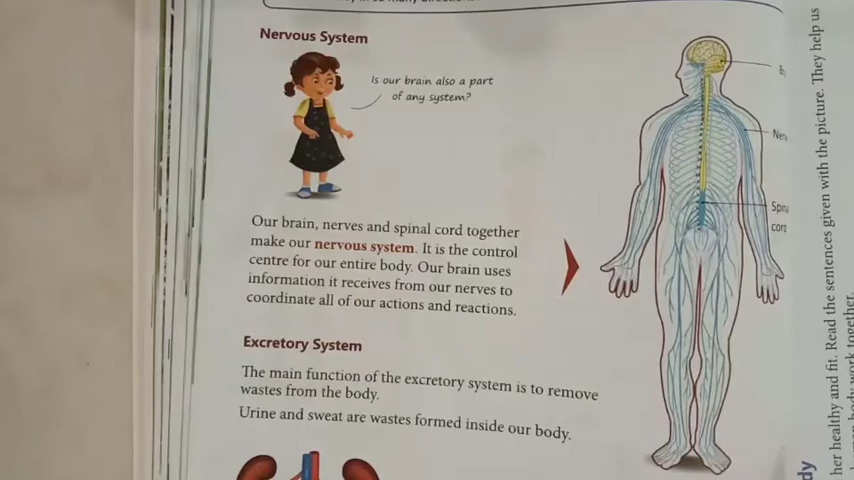 Nervous System
Is our brain also a part
of any system?
Our brain, nerves and spinal cord together
make our nervous system. It is the control
centre for our entire body. Our brain uses
information it receives from our nerves to
coordinate all of our actions and reactions.
Excretory System
The main function of the excretory system is to remove
wastes from the body.
Urine and sweat are wastes formed inside our body.
cord
her healthy and fit. Read the sentences given with the picture. They help us
body work together.